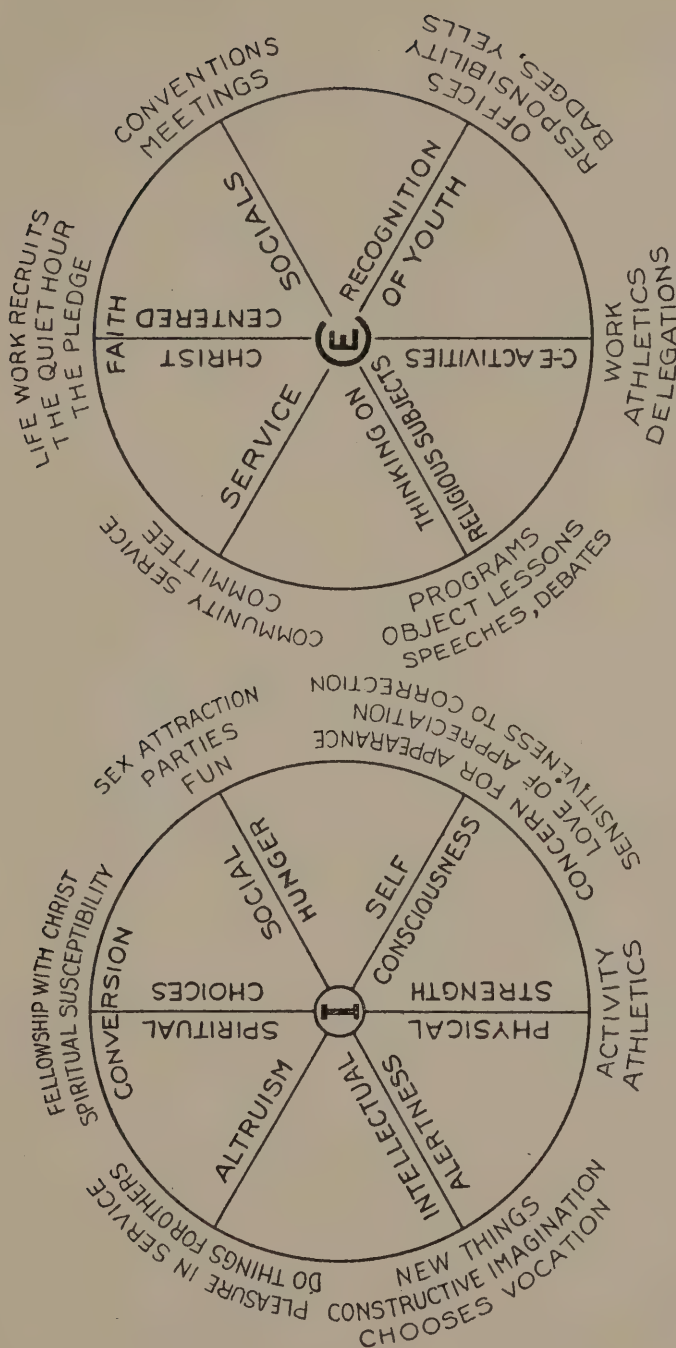 FELLOWSHIP WITH CHRIST
SPIRITUAL SUSCEPTIBILITY
CONVERSION
SPIRITUAL
CHOICES
SEX ATTRACTION
PARTIES
FUN
SOCIAL
HUNGER
CONCERN FOR APPEARANCE
LOVE OF APPRECIATION
SENSITIVENESS TO CORRECTION
SELF
CONSCIOUSNESS
PHYSICAL
STRENGTH
ACTIVITY
ATHLETICS
INTELLECTUAL
ALERTNESS
NEW THINGS
CONSTRUCTIVE IMAGINATION
CHOOSES VOCATION
ALTRUISM
DO THINGS FOR OTHERS
PLEASURE IN SERVICE
I
LIFE WORK RECRUITS
THE QUIET HOUR
THE PLEDGE
FAITH
CHRIST
CENTERED
CONVENTIONS
MEETINGS
SOCIALS
OFFICES
RESPONSIBILITY
BADGES, YELLS
RECOGNITION
OF YOUTH
C-E ACTIVITIES
WORK
ATHLETICS
DELEGATIONS
THINKING ON
RELIGIOUS SUBJECTS
PROGRAMS
OBJECT LESSONS
SPEECHES, DEBATES
SERVICE
COMMUNITY SERVICE
COMMITTEE
CE